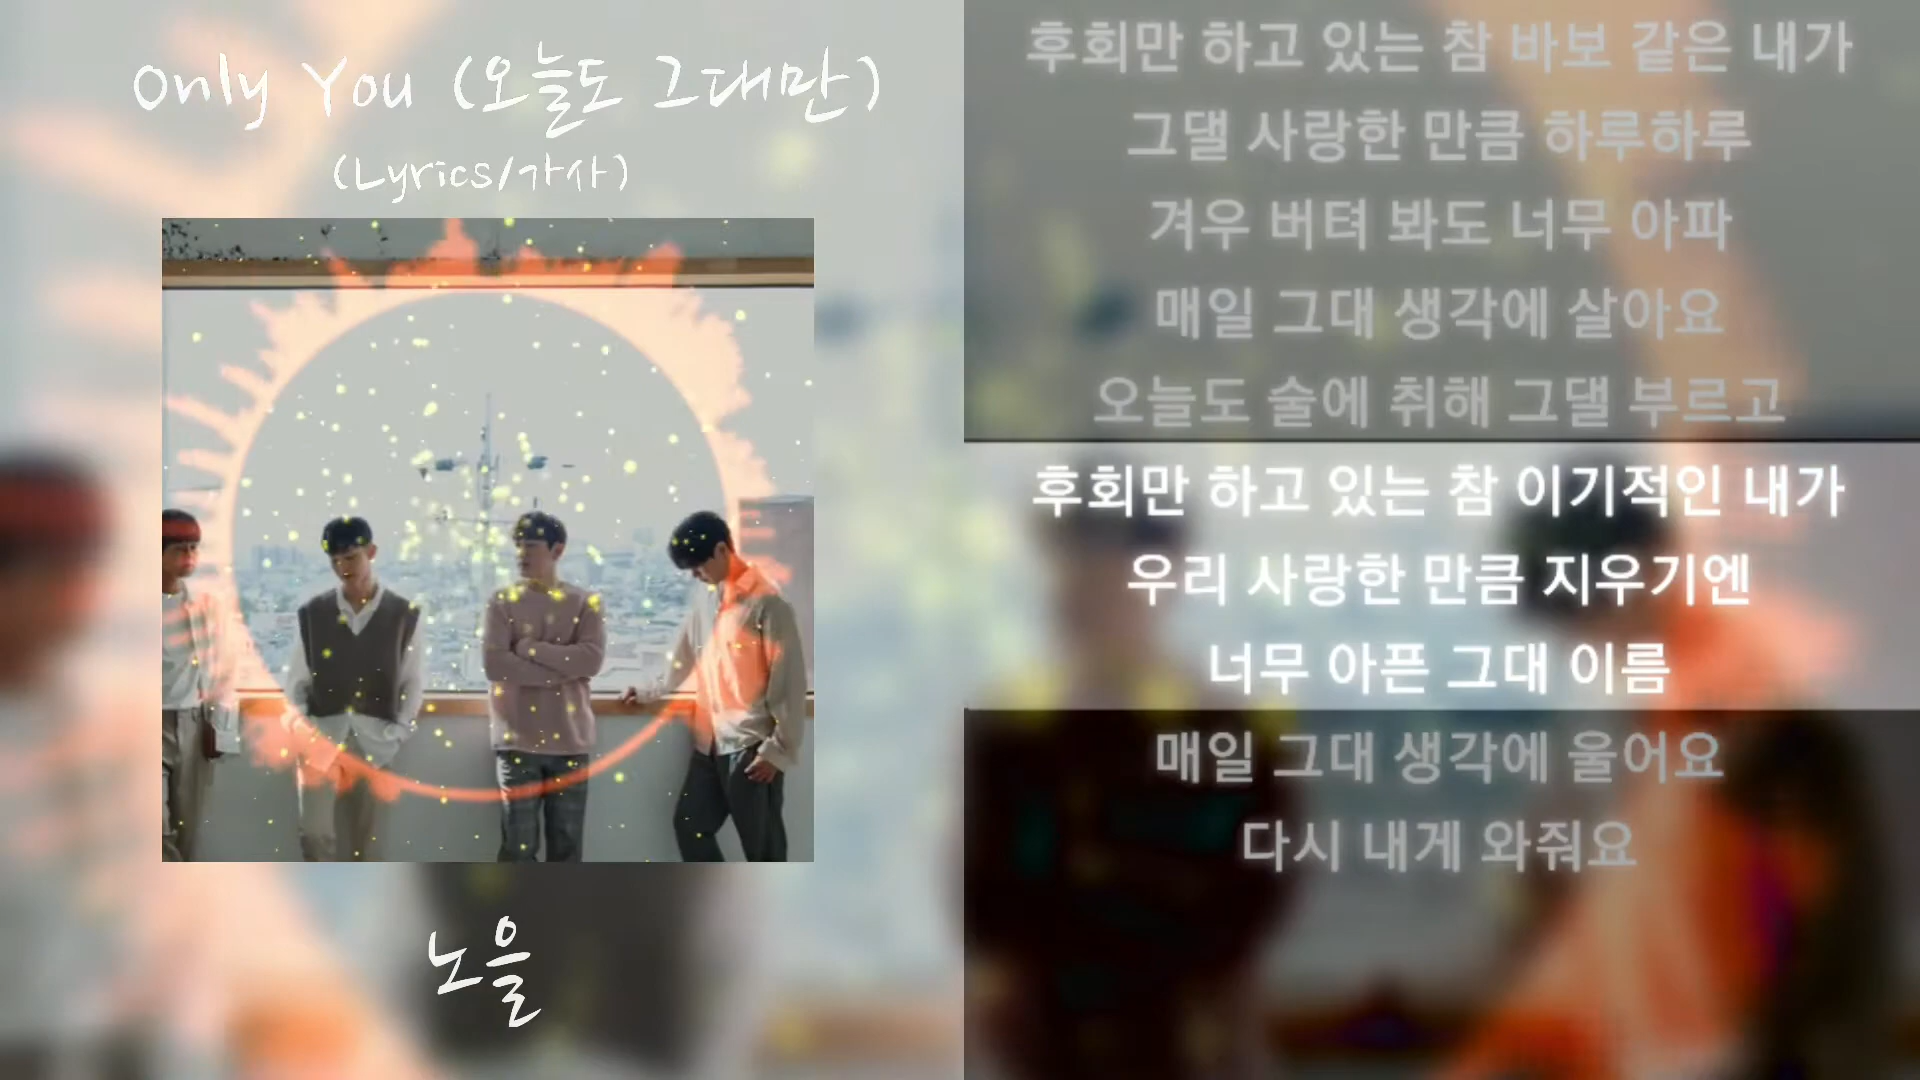 Only You (오늘도 그대만)
(Lyrics/가사)
노을
후회만 하고 있는 참 바보 같은 내가
그댈 사랑한 만큼 하루하루
겨우 버텨 봐도 너무 아파
매일 그대 생각에 살아요
오늘도 술에 취해 그댈 부르고
후회만 하고 있는 참 이기적인 내가
우리 사랑한 만큼 지우기엔
너무 아픈 그대 이름
매일 그대 생각에 울어요
다시 내게 와줘요